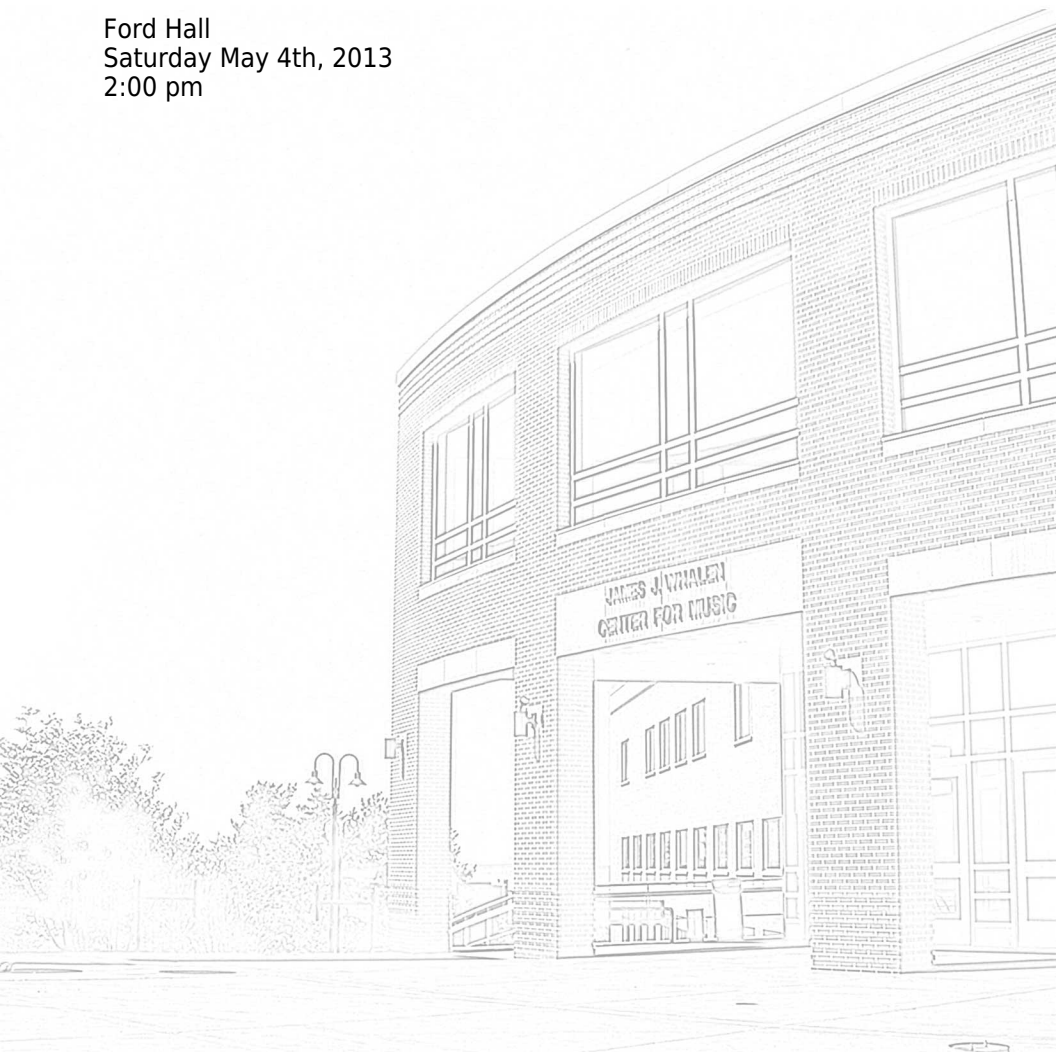 Ford Hall
Saturday May 4th, 2013
2:00 pm
JAMES J. WHALEN
CENTER FOR MUSIC